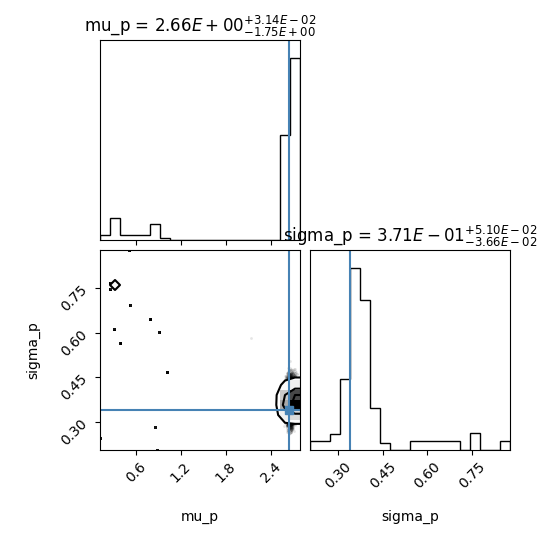 mu_p = 2.66E+00+3.14E−02 −1.75E+00
sigma_p = 3.71E−01+5.10E−02 −3.66E−02
0.75
0.60
0.45
0.30
sigma_p
0.6 1.2 1.8 2.4
0.30 0.45 0.60 0.75
mu_p
sigma_p